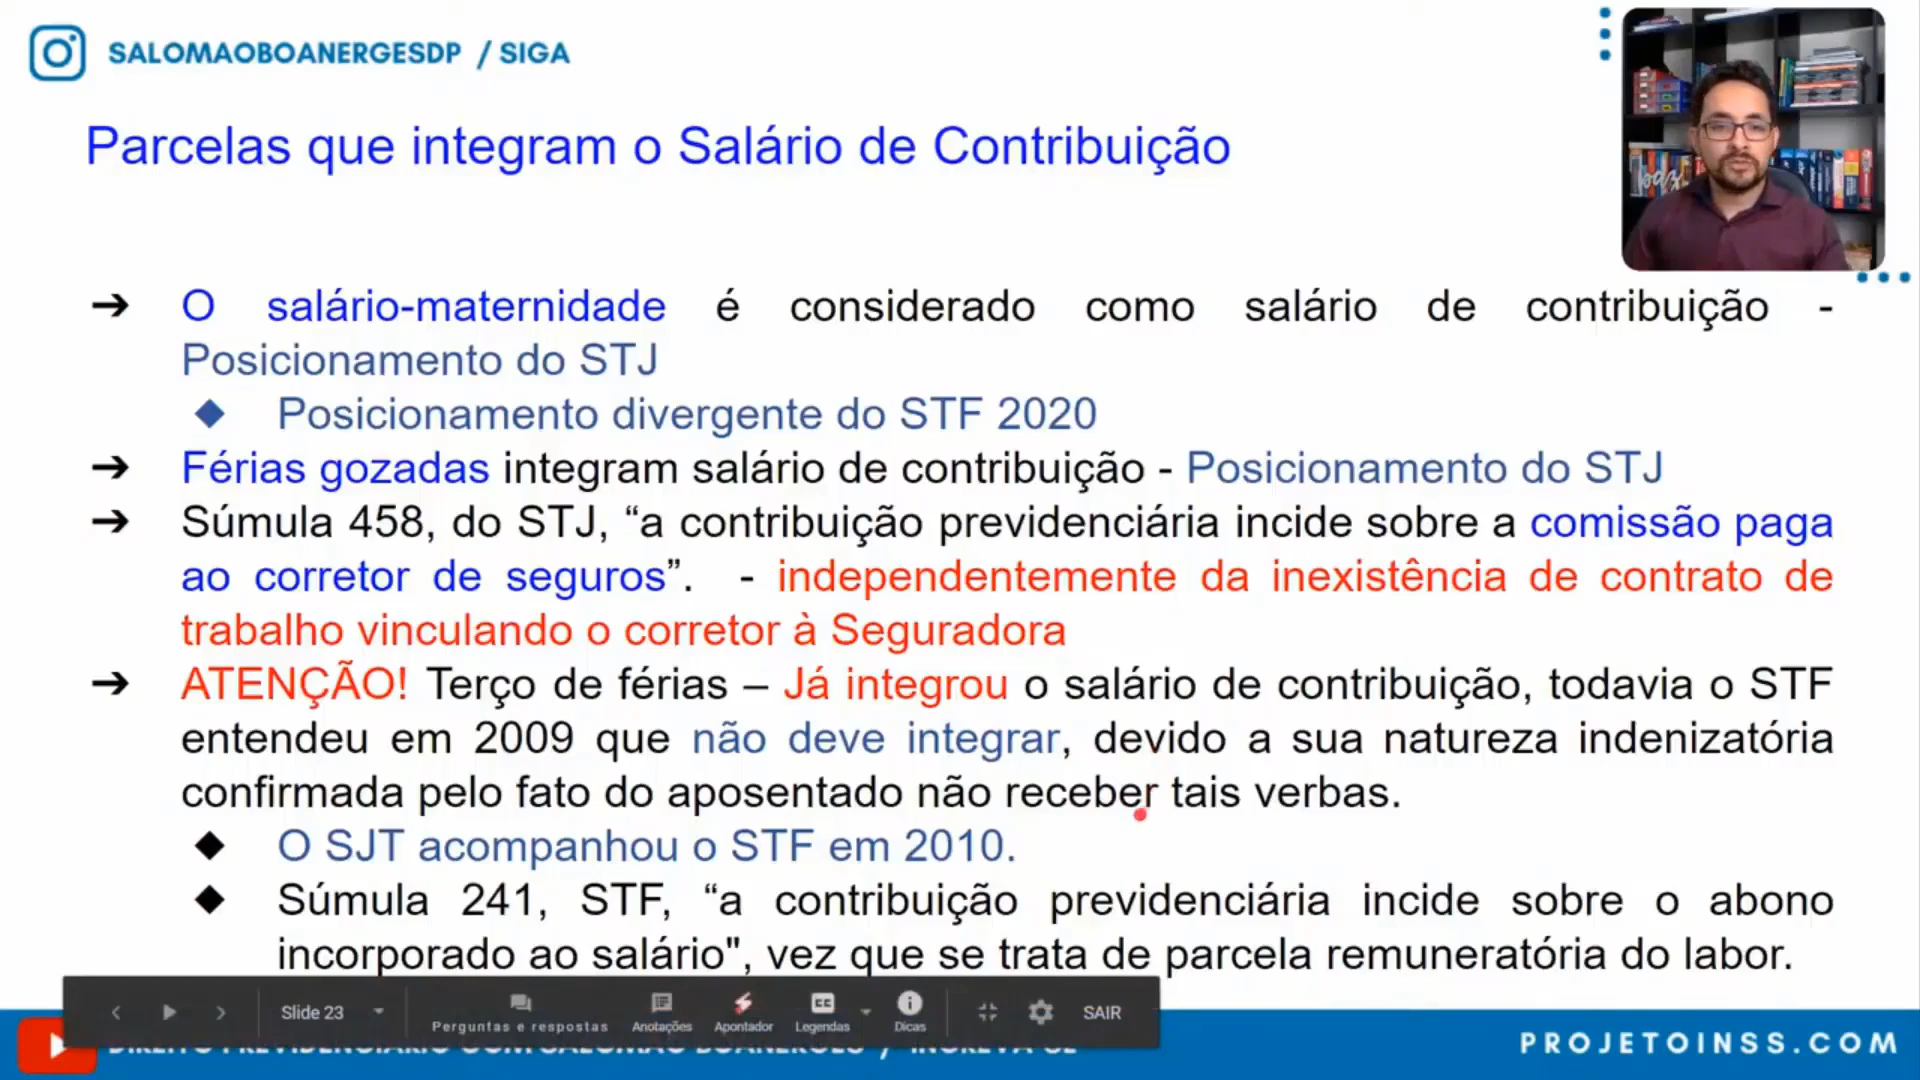 SALOMAOBOANERGESDP / SIGA
Parcelas que integram o Salário de Contribuição
➔ O salário-maternidade é considerado como salário de contribuição -
Posicionamento do STJ
◆ Posicionamento divergente do STF 2020
➔ Férias gozadas integram salário de contribuição - Posicionamento do STJ
➔ Súmula 458, do STJ, “a contribuição previdenciária incide sobre a comissão paga
ao corretor de seguros”. - independentemente da inexistência de contrato de
trabalho vinculando o corretor à Seguradora
➔ ATENÇÃO! Terço de férias – Já integrou o salário de contribuição, todavia o STF
entendeu em 2009 que não deve integrar, devido a sua natureza indenizatória
confirmada pelo fato do aposentado não receber tais verbas.
◆ O SJT acompanhou o STF em 2010.
◆ Súmula 241, STF, “a contribuição previdenciária incide sobre o abono
incorporado ao salário", vez que se trata de parcela remuneratória do labor.
Slide 23
Perguntas e respostas
Anotações
Apontador
CC
Legendas
Dicas
SAIR
PROJETOINSS.COM